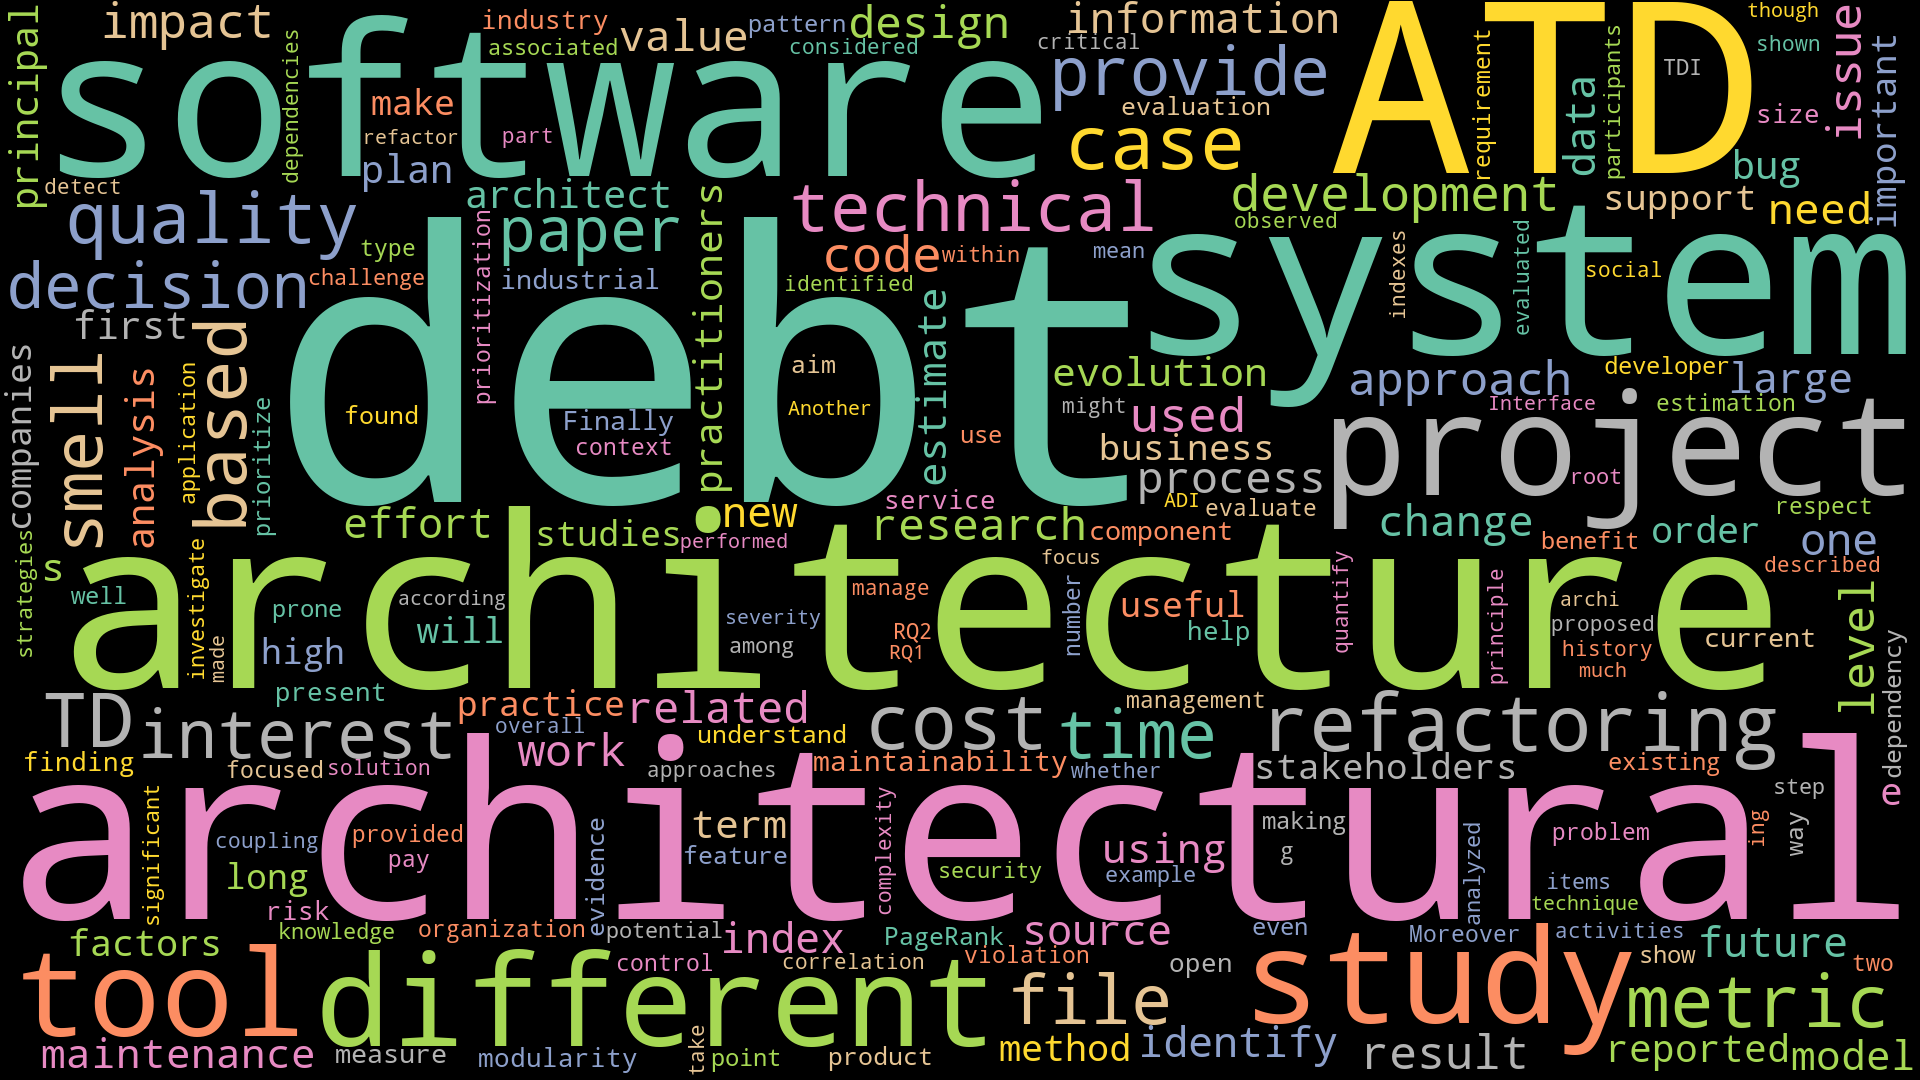 principal
impact
industry
associated
value
pattern
considered
design
information
critical
ATD
though
shown
TDI
issue
important
software
dependencies
make
refactor
part
plan
provide
evaluation
case
requirement
data
participants
size
bug
detect
quality
architect
paper
prioritization
practitioners
technical
development
observed
support
need
decision
type
challenge
industrial
code
within
identified
mean
system
indexes
evaluated
social
first
debt
companies
smell
analysis
application
based
prioritize
found
Finally
context
aim
Another
estimate
use
evolution
might
used
business
process
approach
developer
large
Interface
estimation
project
root
service
ADI
evaluate
effort
studies
new
performed
research
component
focus
change
benefit
order
respect
one
described
strategies
s
architecture
well
investigate
made
prone
according
will
high
present
severity
among
manage
RQ2
RQ1
number
useful
help
quantify
principle
archi
proposed
history
much
current
level
dependency
TD
interest
practice
overall
related
work
understand
cost
management
time
refactoring
finding
focused
solution
approaches
maintainability
whether
stakeholders
existing
step
e
architectural
significant
coupling
provided
pay
long
risk
knowledge
evidence
term
feature
complexity
security
using
example
making
g
analyzed
problem
ing
way
items
technique
factors
organization
potential
index
PageRank
source
even
Moreover
activities
future
tool
different
control
correlation
violation
open
study
show
two
file
metric
maintenance
measure
modularity
take
point
product
method
identify
result
reported
model